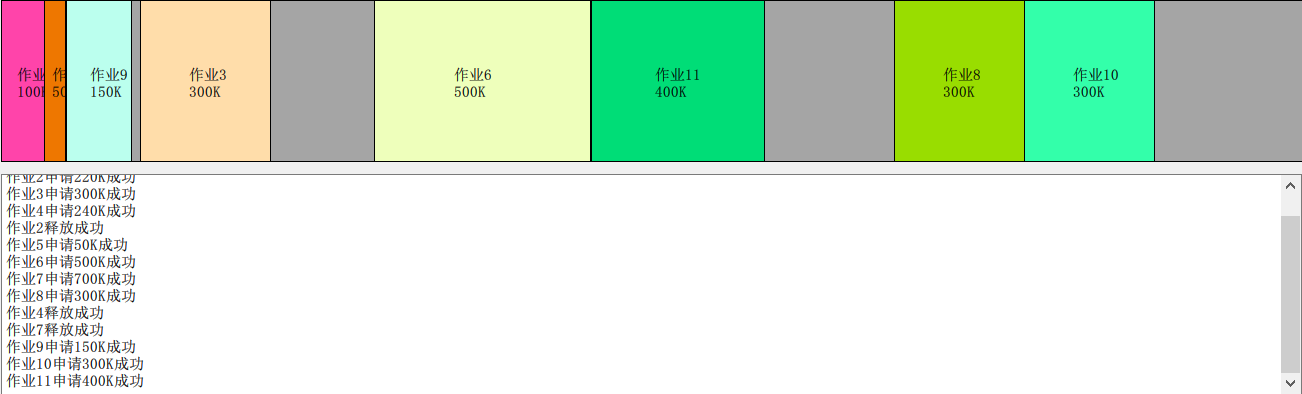 作业
100K
作
50
作业9
150K
作业3
300K
作业6
500K
作业11
400K
作业8
300K
作业10
300K
作业2申请220K成功
作业3申请300K成功
作业4申请240K成功
作业2释放成功
作业5申请50K成功
作业6申请500K成功
作业7申请700K成功
作业8申请300K成功
作业4释放成功
作业7释放成功
作业9申请150K成功
作业10申请300K成功
作业11申请400K成功